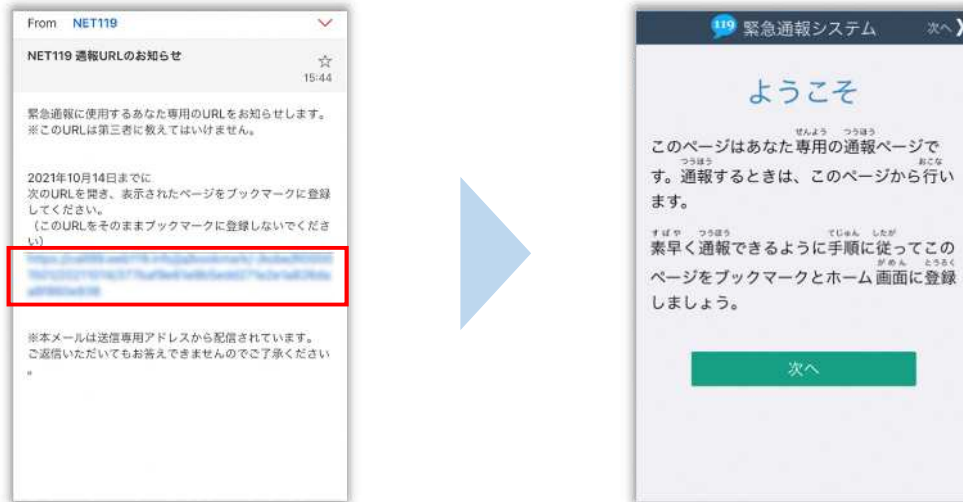 From NET119
NET119 通報URLのお知らせ
15:44
緊急通報に使用するあなた専用のURLをお知らせします。
※このURLは第三者に教えてはいけません。
2021年10月14日までに
次のURLを開き、表示されたページをブックマークに登録
してください。
（このURLをそのままブックマークに登録しないでくださ
い）
※本メールは送信専用アドレスから配信されています。
ご返信いただいてもお答えできませんのでご了承ください
。
119 緊急通報システム 次へ
ようこそ
せんよう つうほう
このページはあなた専用の通報ページで
つうほう おこな
す。通報するときは、このページから行い
ます。
すばや つうほう てじゅん したが
素早く通報できるように手順に従ってこの
がめん とうろく
ページをブックマークとホーム画面に登録
しましょう。
次へ